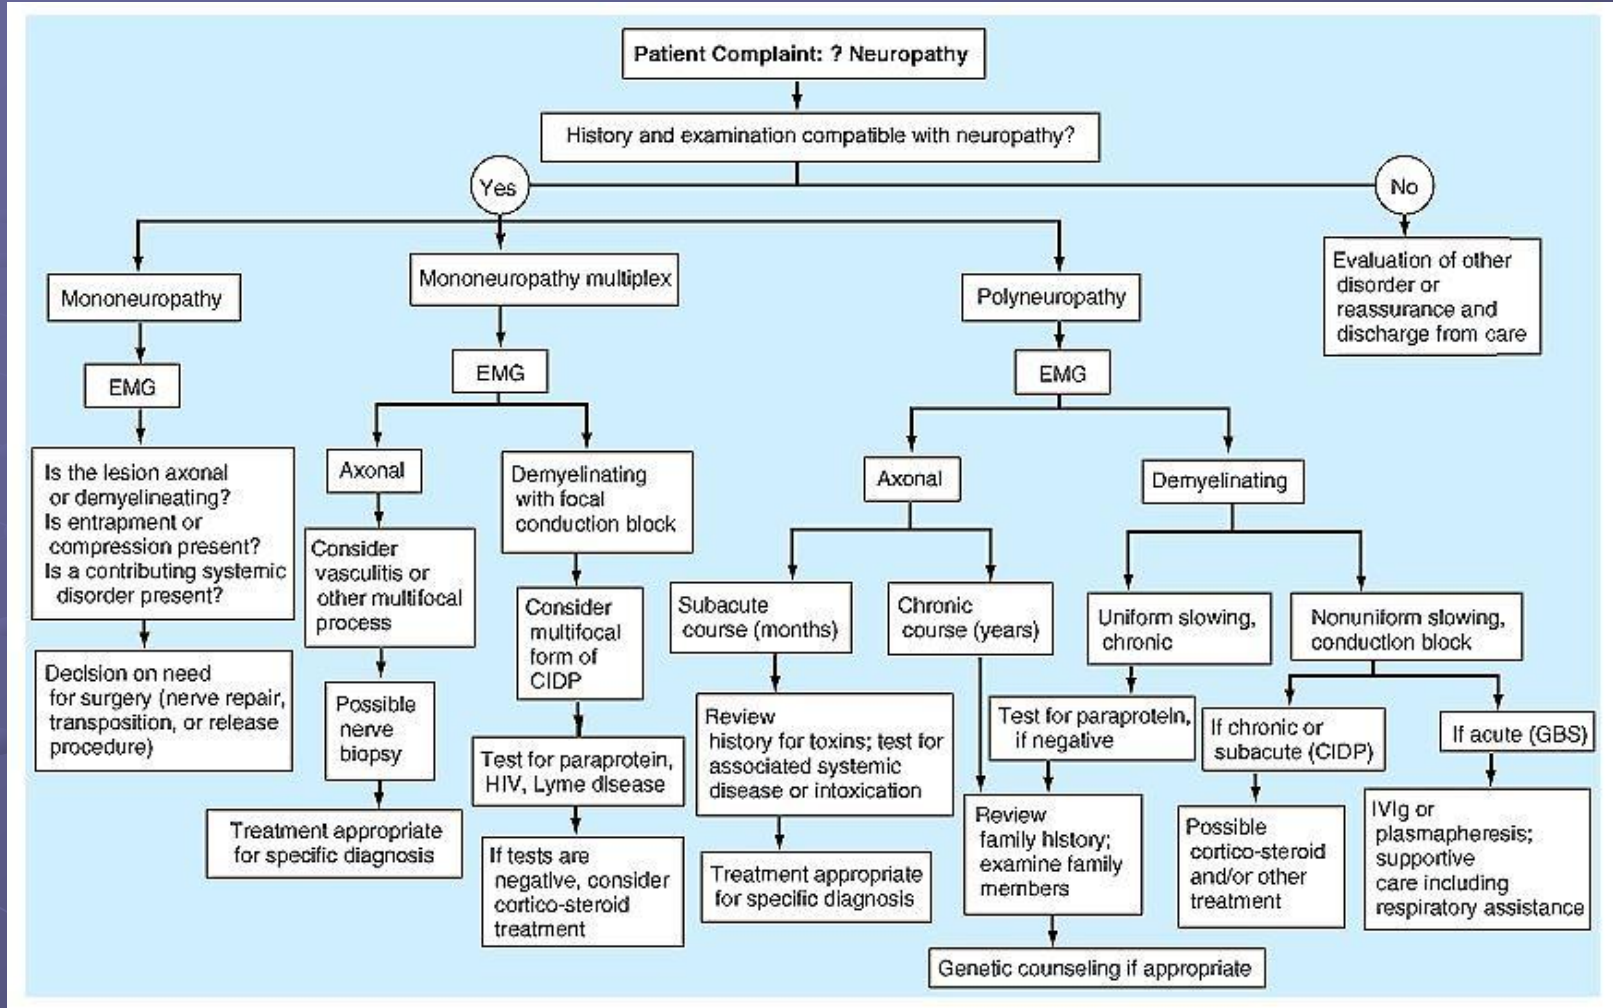 Patient Complaint: ? Neuropathy
History and examination compatible with neuropathy?
Yes
No
Mononeuropathy
Mononeuropathy multiplex
Polyneuropathy
Evaluation of other
disorder or
reassurance and
discharge from care
EMG
EMG
EMG
Is the lesion axonal
or demyelineating?
Is entrapment or
compression present?
Is a contributing systemic
disorder present?
Decision on need
for surgery (nerve repair,
transposition, or release
procedure)
Axonal
Consider
vasculitis or
other multifocal
process
Possible
nerve
biopsy
Treatment appropriate
for specific diagnosis
Demyelinating
with focal
conduction block
Consider
multifocal
form of
CIDP
Test for paraprotein,
HIV, Lyme disease
If tests are
negative, consider
cortico-steroid
treatment
Axonal
Subacute
course (months)
Review
history for toxins; test for
associated systemic
disease or intoxication
Treatment appropriate
for specific diagnosis
Chronic
course (years)
Demyelinating
Uniform slowing,
chronic
Test for paraprotein,
if negative
Review
family history;
examine family
members
Genetic counseling if appropriate
Nonuniform slowing,
conduction block
If chronic or
subacute (CIDP)
Possible
cortico-steroid
and/or other
treatment
If acute (GBS)
IVIg or
plasmapheresis;
supportive
care including
respiratory assistance